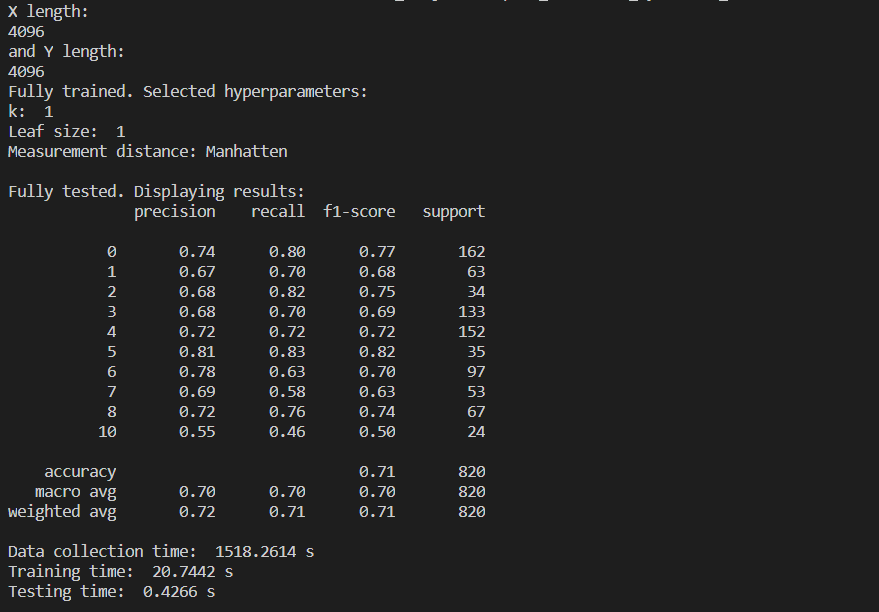 X length:
4096
and Y length:
4096
Fully trained. Selected hyperparameters:
k:  1
Leaf size:  1
Measurement distance: Manhatten
Fully tested. Displaying results:
precision recall f1-score support
0 0.74 0.80 0.77 162
1 0.67 0.70 0.68 63
2 0.68 0.82 0.75 34
3 0.68 0.70 0.69 133
4 0.72 0.72 0.72 152
5 0.81 0.83 0.82 35
6 0.78 0.63 0.70 97
7 0.69 0.58 0.63 53
8 0.72 0.76 0.74 67
10 0.55 0.46 0.50 24
accuracy 0.71 820
macro avg 0.70 0.70 0.70 820
weighted avg 0.72 0.71 0.71 820
Data collection time:  1518.2614 s
Training time:  20.7442 s
Testing time:  0.4266 s